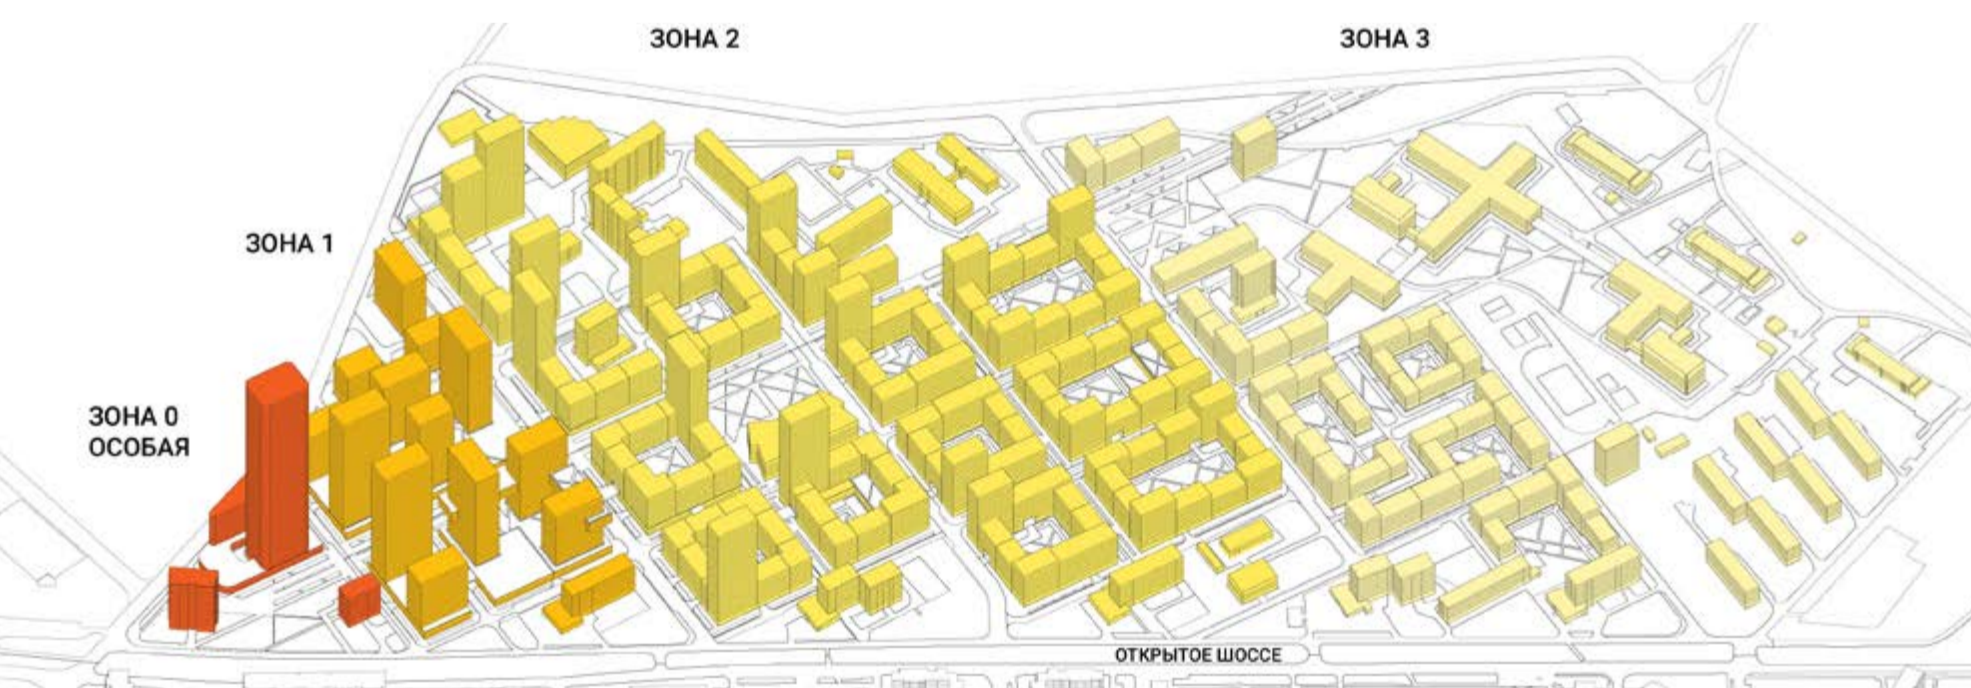 ЗОНА 2
ЗОНА 3
ЗОНА 1
ЗОНА 0
ОСОБАЯ
ОТКРЫТОЕ ШОССЕ